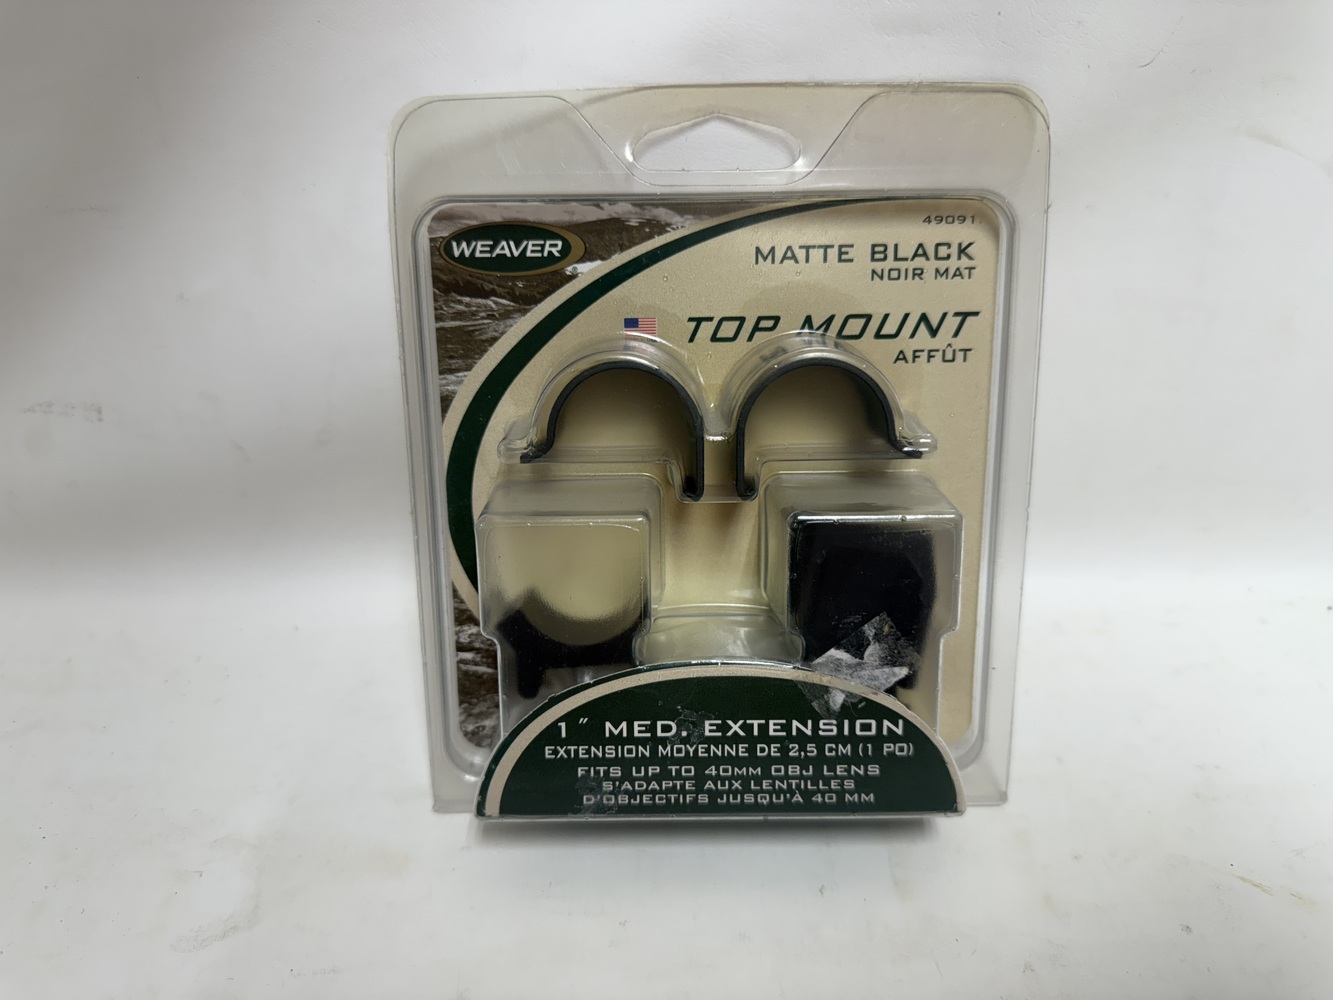 WEAVER
49091
MATTE BLACK
NOIR MAT
TOP MOUNT
AFFÛT
1" MED. EXTENSION
EXTENSION MOYENNE DE 2,5 CM (1 PO)
FITS UP TO 40MM OBJ LENS
S'ADAPTE AUX LENTILLES
D'OBJECTIFS JUSQU'À 40 MM